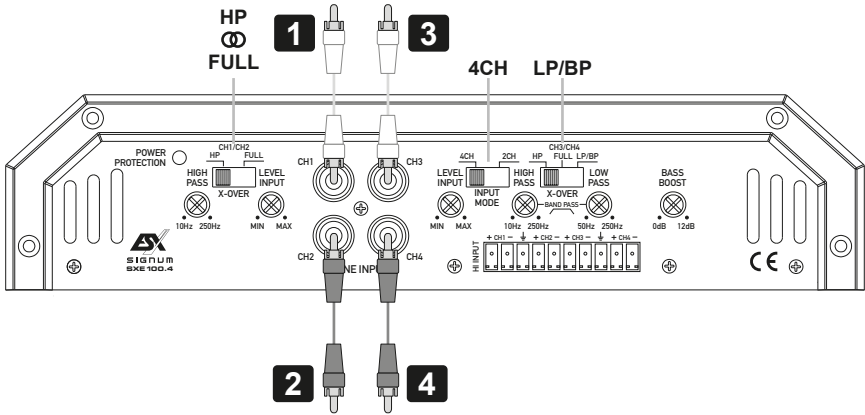 HP
FULL
1
3
4CH
LP/BP
POWER
PROTECTION
CH1/CH2
HP
FULL
X-OVER
HIGH
PASS
10Hz 250Hz
LEVEL
INPUT
MIN MAX
CH1
CH3
CH2
CH4
NE INPU
LEVEL
INPUT
MIN MAX
4CH
2CH
INPUT
MODE
HIGH
PASS
10Hz 250Hz
CH3/CH4
HP FULL LP/BP
X-OVER
BAND PASS
LOW
PASS
50Hz 250Hz
BASS
BOOST
0dB 12dB
HI INPUT
+ CH1 − + CH2 − + CH3 − + CH4 −
ESX
SIGNUM
SXE100.4
CE
2
4